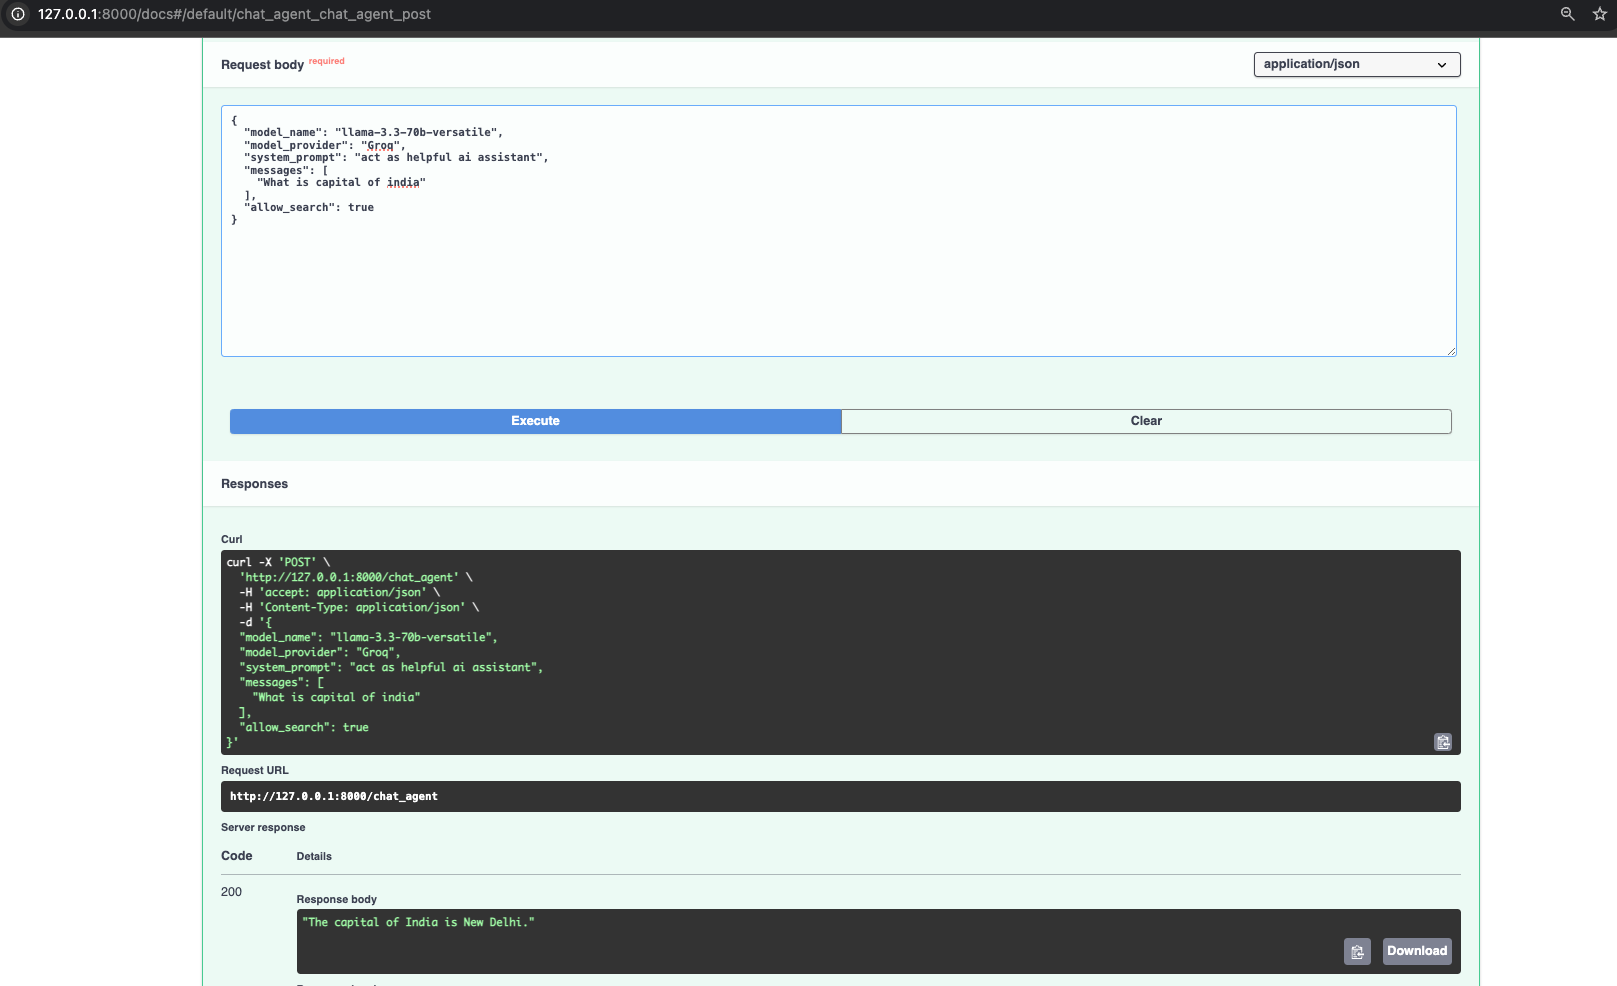 127.0.0.1:8000/docs#/default/chat_agent_chat_agent_post
Request body required
application/json
{
  "model_name": "llama-3.3-70b-versatile",
  "model_provider": "Groq",
  "system_prompt": "act as helpful ai assistant",
  "messages": [
    "What is capital of india"
  ],
  "allow_search": true
}
Execute
Clear
Responses
Curl
curl -X 'POST' \
  'http://127.0.0.1:8000/chat_agent' \
  -H 'accept: application/json' \
  -H 'Content-Type: application/json' \
  -d '{
  "model_name": "llama-3.3-70b-versatile",
  "model_provider": "Groq",
  "system_prompt": "act as helpful ai assistant",
  "messages": [
    "What is capital of india"
  ],
  "allow_search": true
}'
Request URL
http://127.0.0.1:8000/chat_agent
Server response
Code
Details
200
Response body
"The capital of India is New Delhi."
Download